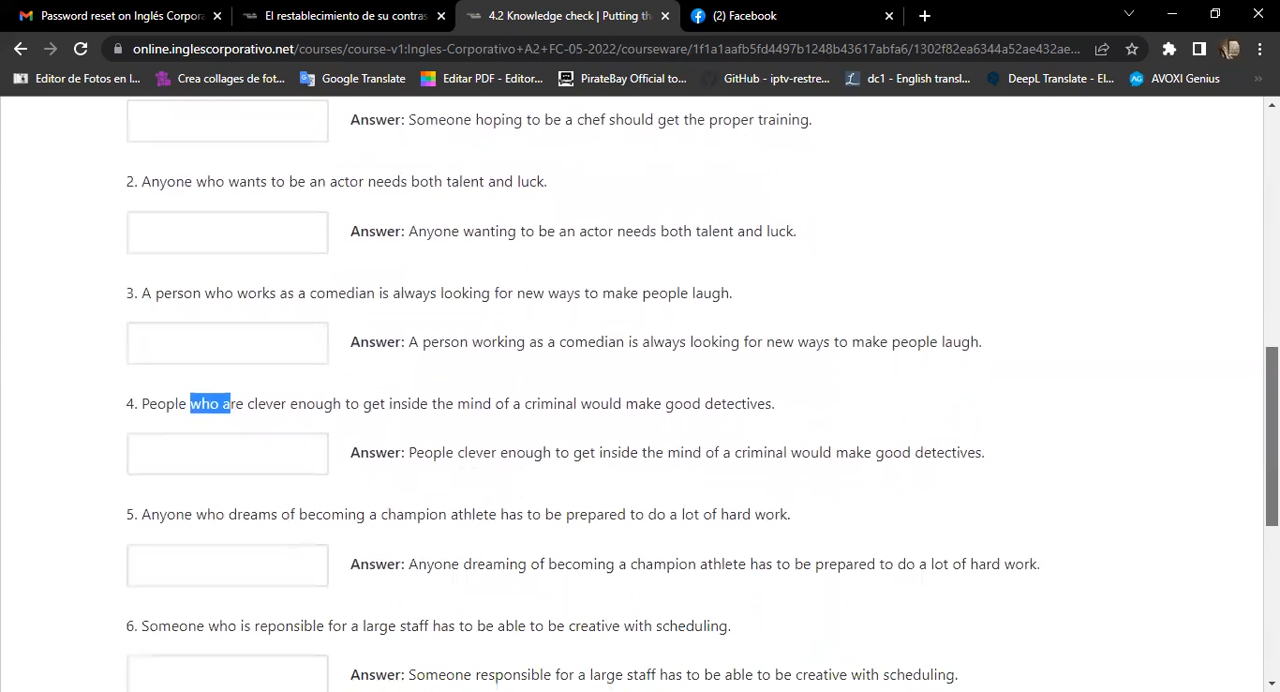 Password reset on Inglés Corpora
El restablecimiento de su contras
4.2 Knowledge check | Putting th
(2) Facebook
online.inglescorporativo.net/courses/course-v1:Ingles-Corporativo+A2+FC-05-2022/courseware/1f1a1aafb5fd4497b1248b43617abfa6/1302f82ea6344a52ae432ae...
Editor de Fotos en l...
Crea collages de fot...
Google Translate
Editar PDF - Editor...
PirateBay Official to...
GitHub - iptv-restre...
dc1 - English transl...
DeepL Translate - El...
AVOXI Genius
Answer: Someone hoping to be a chef should get the proper training.
2. Anyone who wants to be an actor needs both talent and luck.
Answer: Anyone wanting to be an actor needs both talent and luck.
3. A person who works as a comedian is always looking for new ways to make people laugh.
Answer: A person working as a comedian is always looking for new ways to make people laugh.
4. People who are clever enough to get inside the mind of a criminal would make good detectives.
Answer: People clever enough to get inside the mind of a criminal would make good detectives.
5. Anyone who dreams of becoming a champion athlete has to be prepared to do a lot of hard work.
Answer: Anyone dreaming of becoming a champion athlete has to be prepared to do a lot of hard work.
6. Someone who is reponsible for a large staff has to be able to be creative with scheduling.
Answer: Someone responsible for a large staff has to be able to be creative with scheduling.